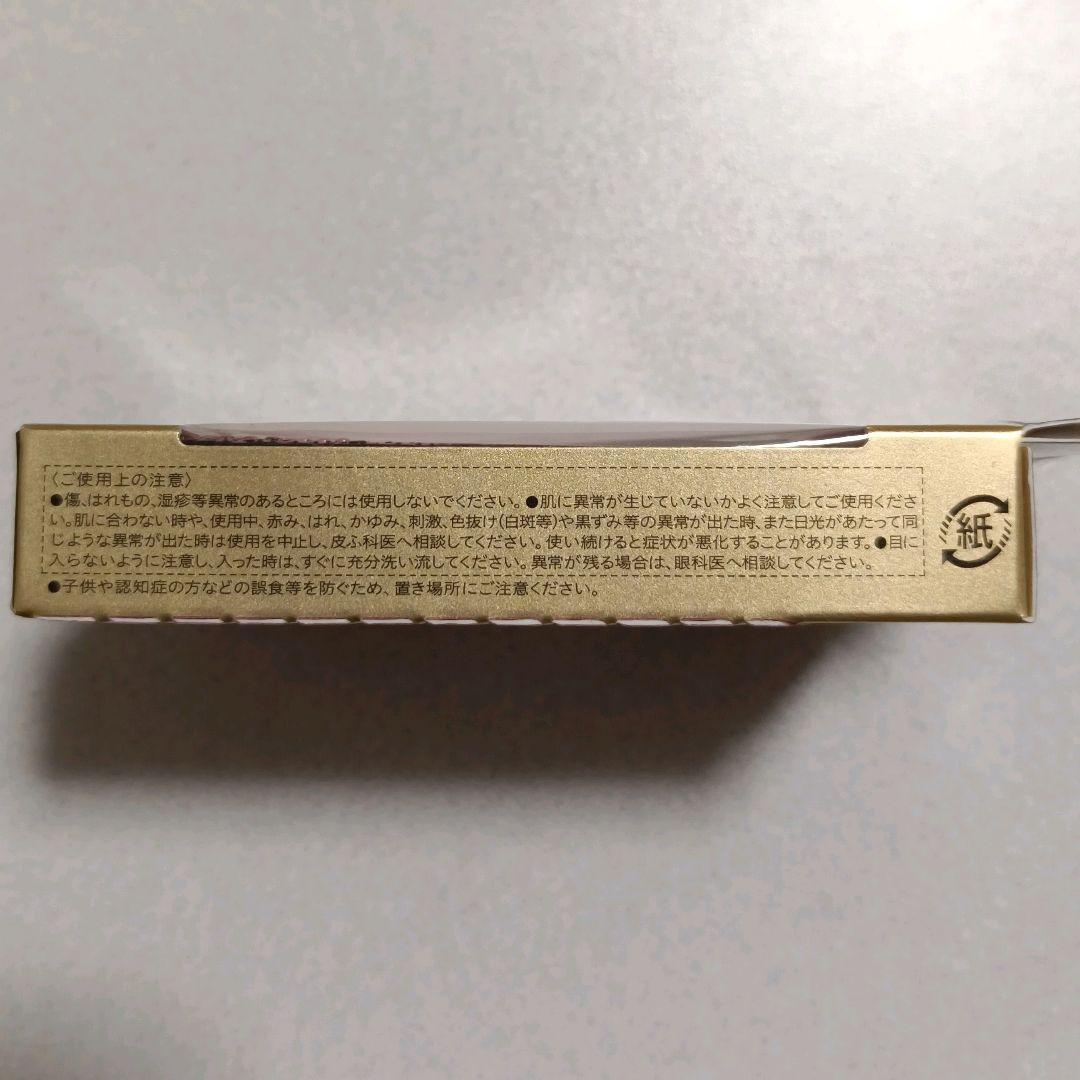 〈ご使用上の注意〉
●傷、はれもの、湿疹等異常のあるところには使用しないでください。●肌に異常が生じていないかよく注意してご使用くださ
い。肌に合わない時や、使用中、赤み、はれ、かゆみ、刺激、色抜け(白斑等)や黒ずみ等の異常が出た時、また日光があたって同
じような異常が出た時は使用を中止し、皮ふ科医へ相談してください。使い続けると症状が悪化することがあります。●目に
入らないように注意し、入った時は、すぐに充分洗い流してください。異常が残る場合は、眼科医へ相談してください。
●子供や認知症の方などの誤食等を防ぐため、置き場所にご注意ください。
紙